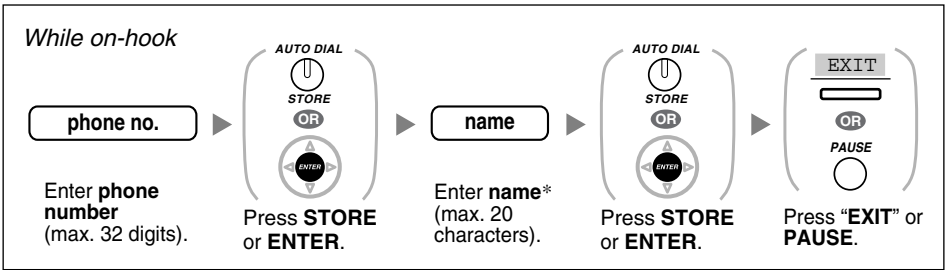 While on-hook
phone no.
Enter phone
number
(max. 32 digits).
AUTO DIAL
STORE
OR
ENTER
Press STORE
or ENTER.
name
Enter name*
(max. 20
characters).
AUTO DIAL
STORE
OR
ENTER
Press STORE
or ENTER.
EXIT
OR
PAUSE
Press “EXIT” or
PAUSE.